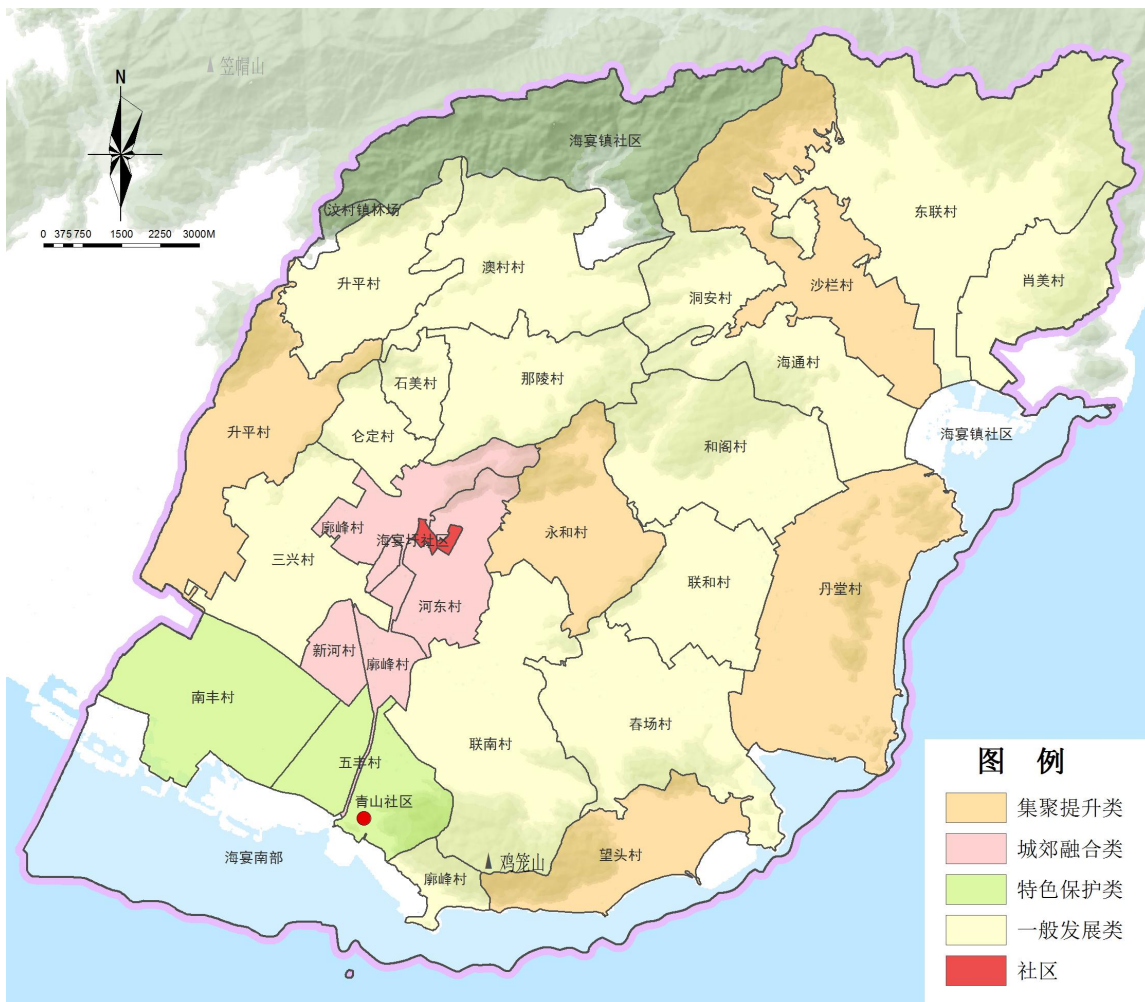 笠帽山
N
0 375 750 1500 2250 3000M
海宴镇社区
汶村镇林场
东联村
澳村村
升平村
洞安村
沙栏村
肖美村
海通村
石美村
那陵村
升平村
仑定村
和阁村
海宴镇社区
廓峰村
海宴圩社区
永和村
三兴村
联和村
丹堂村
河东村
新河村
廓峰村
南丰村
联南村
春场村
五丰村
青山社区
海宴南部
廓峰村
鸡笼山
望头村
图 例
集聚提升类
城郊融合类
特色保护类
一般发展类
社区